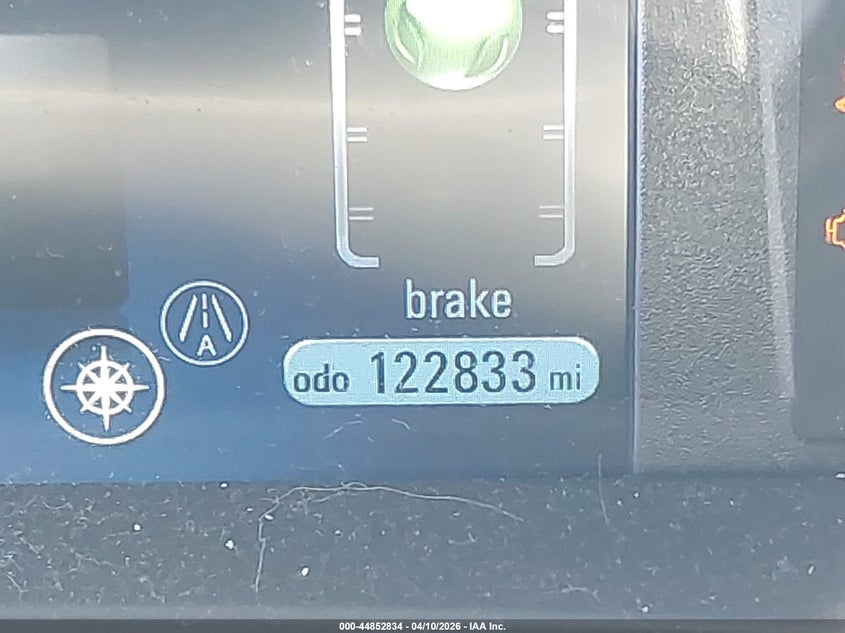 brake
A
odo 122833 mi
000-44852834 - 04/10/2026 - IAA Inc.